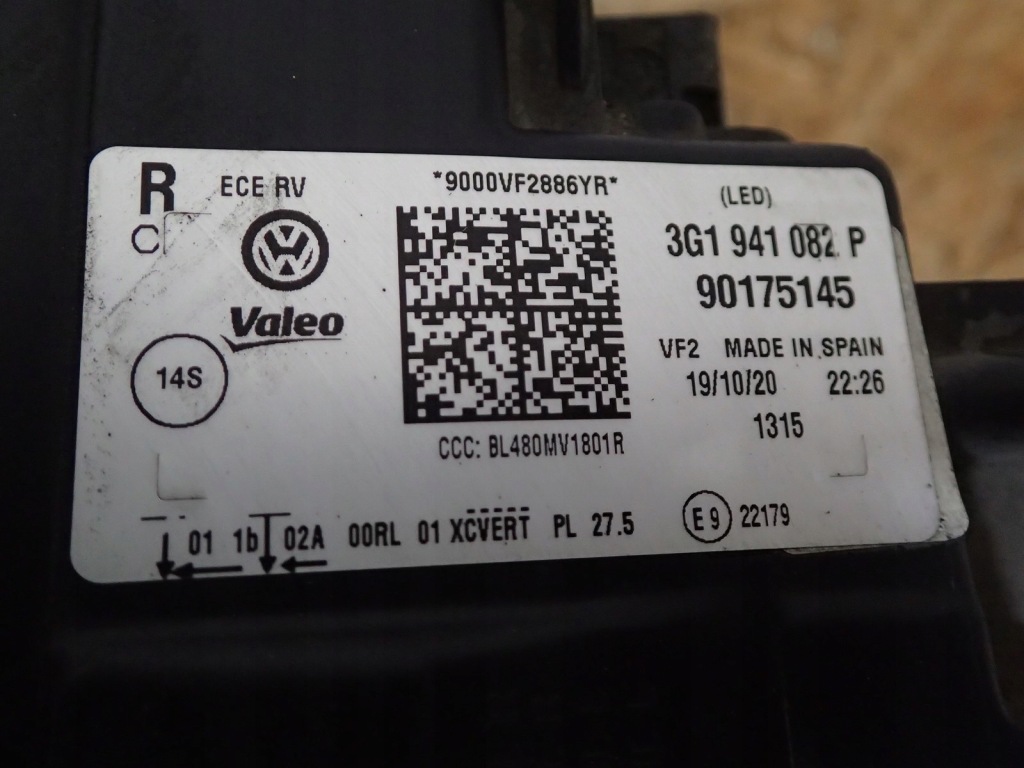 R ECE RV *9000VF2886YR* (LED)
C
3G1 941 082 P
Valeo 90175145
VF2 MADE IN SPAIN
14S 19/10/20 22:26
1315
CCC: BL480MV1801R
01 1b 02A 00RL 01 XCVERT PL 27.5 E9 22179